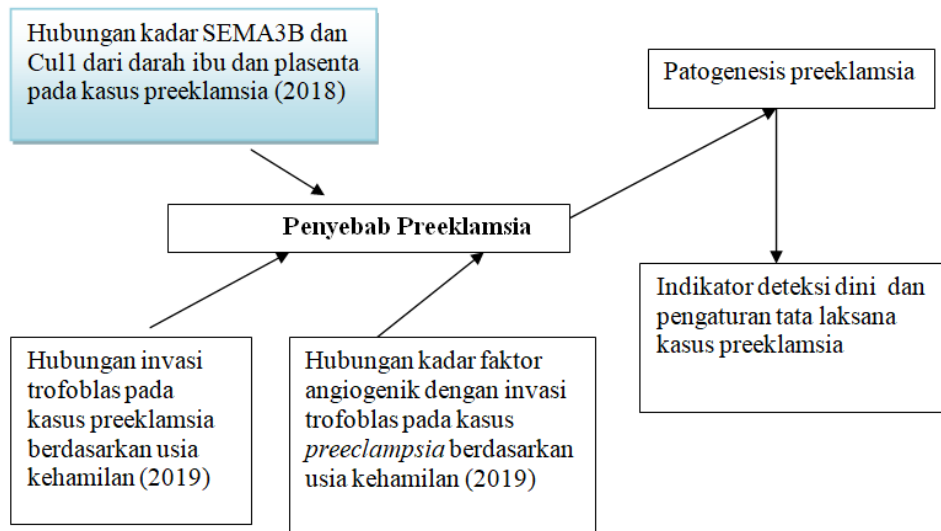 Hubungan kadar SEMA3B dan
Cul1 dari darah ibu dan plasenta
pada kasus preeklamsia (2018)
Patogenesis preeklamsia
Penyebab Preeklamsia
Indikator deteksi dini dan
pengaturan tata laksana
kasus preeklamsia
Hubungan invasi
trofoblas pada
kasus preeklamsia
berdasarkan usia
kehamilan (2019)
Hubungan kadar faktor
angiogenik dengan invasi
trofoblas pada kasus
preeclampsia berdasarkan
usia kehamilan (2019)